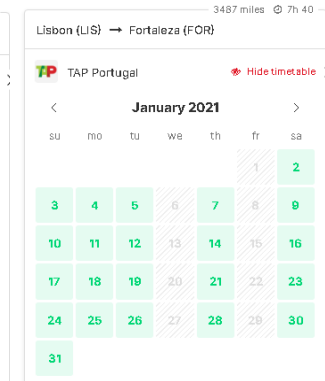 3487 miles 7h 40
Lisbon {LIS} → Fortaleza {FOR}
TAP TAP Portugal Hide timetable
January 2021
su mo tu we th fr sa
1 2
3 4 5 6 7 8 9
10 11 12 13 14 15 16
17 18 19 20 21 22 23
24 25 26 27 28 29 30
31